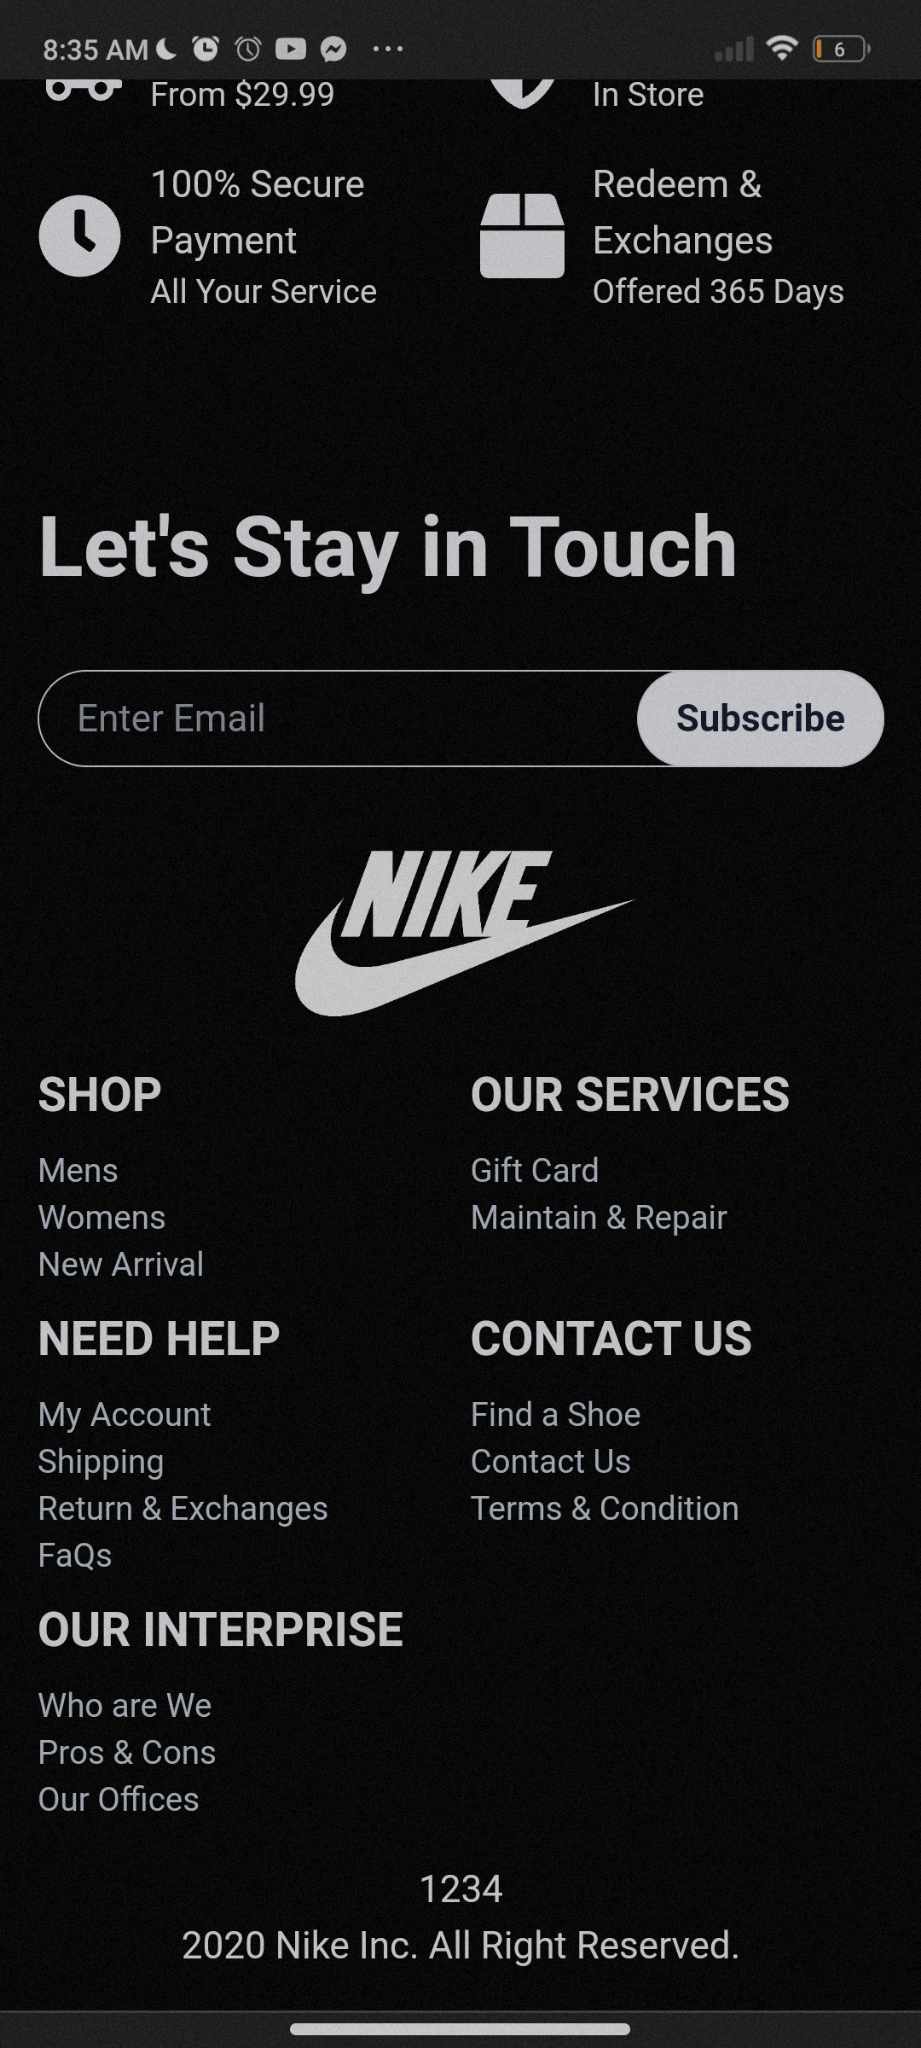 8:35 AM
6
From $29.99
In Store
100% Secure
Payment
All Your Service
Redeem &
Exchanges
Offered 365 Days
Let's Stay in Touch
Enter Email
Subscribe
NIKE
SHOP
Mens
Womens
New Arrival
OUR SERVICES
Gift Card
Maintain & Repair
NEED HELP
My Account
Shipping
Return & Exchanges
FaQs
CONTACT US
Find a Shoe
Contact Us
Terms & Condition
OUR INTERPRISE
Who are We
Pros & Cons
Our Offices
1234
2020 Nike Inc. All Right Reserved.